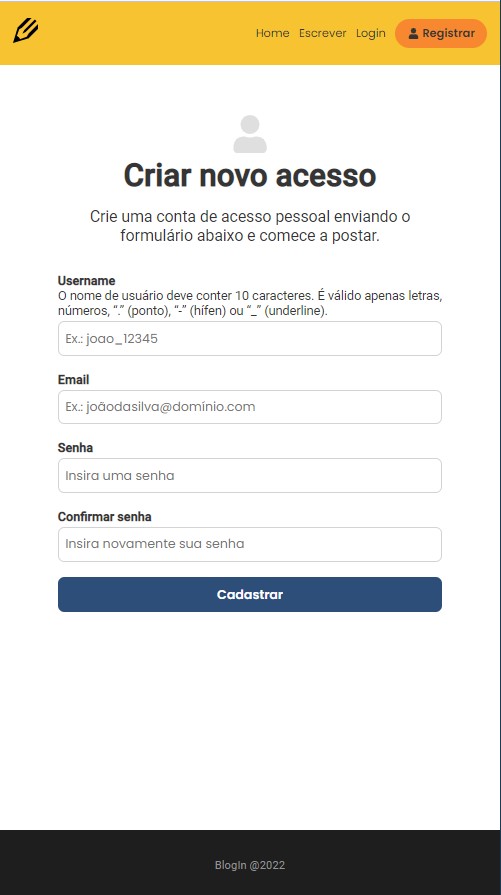 Home Escrever Login Registrar
Criar novo acesso
Crie uma conta de acesso pessoal enviando o
formulário abaixo e comece a postar.
Username
O nome de usuário deve conter 10 caracteres. É válido apenas letras,
números, “.” (ponto), “-” (hífen) ou “_” (underline).
Ex.: joao_12345
Email
Ex.: joãodasilva@domínio.com
Senha
Insira uma senha
Confirmar senha
Insira novamente sua senha
Cadastrar
BlogIn @2022